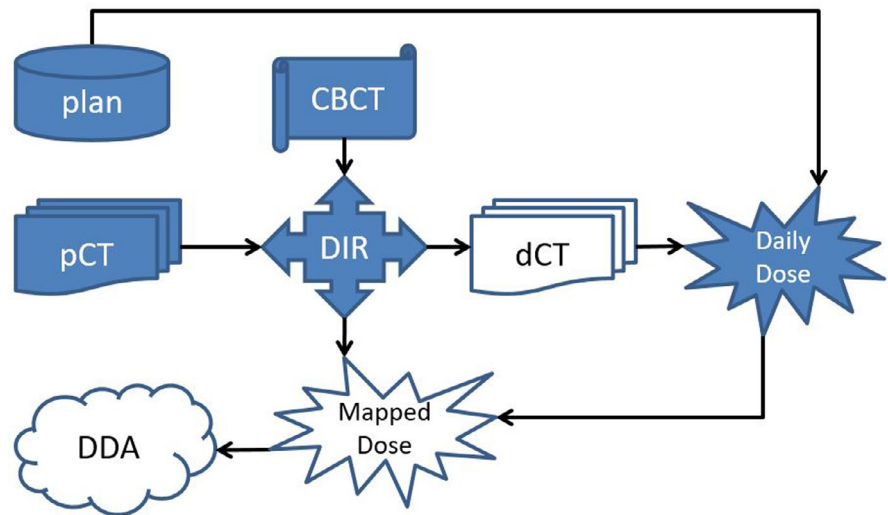 plan
CBCT
pCT
DIR
dCT
Daily
Dose
DDA
Mapped
Dose